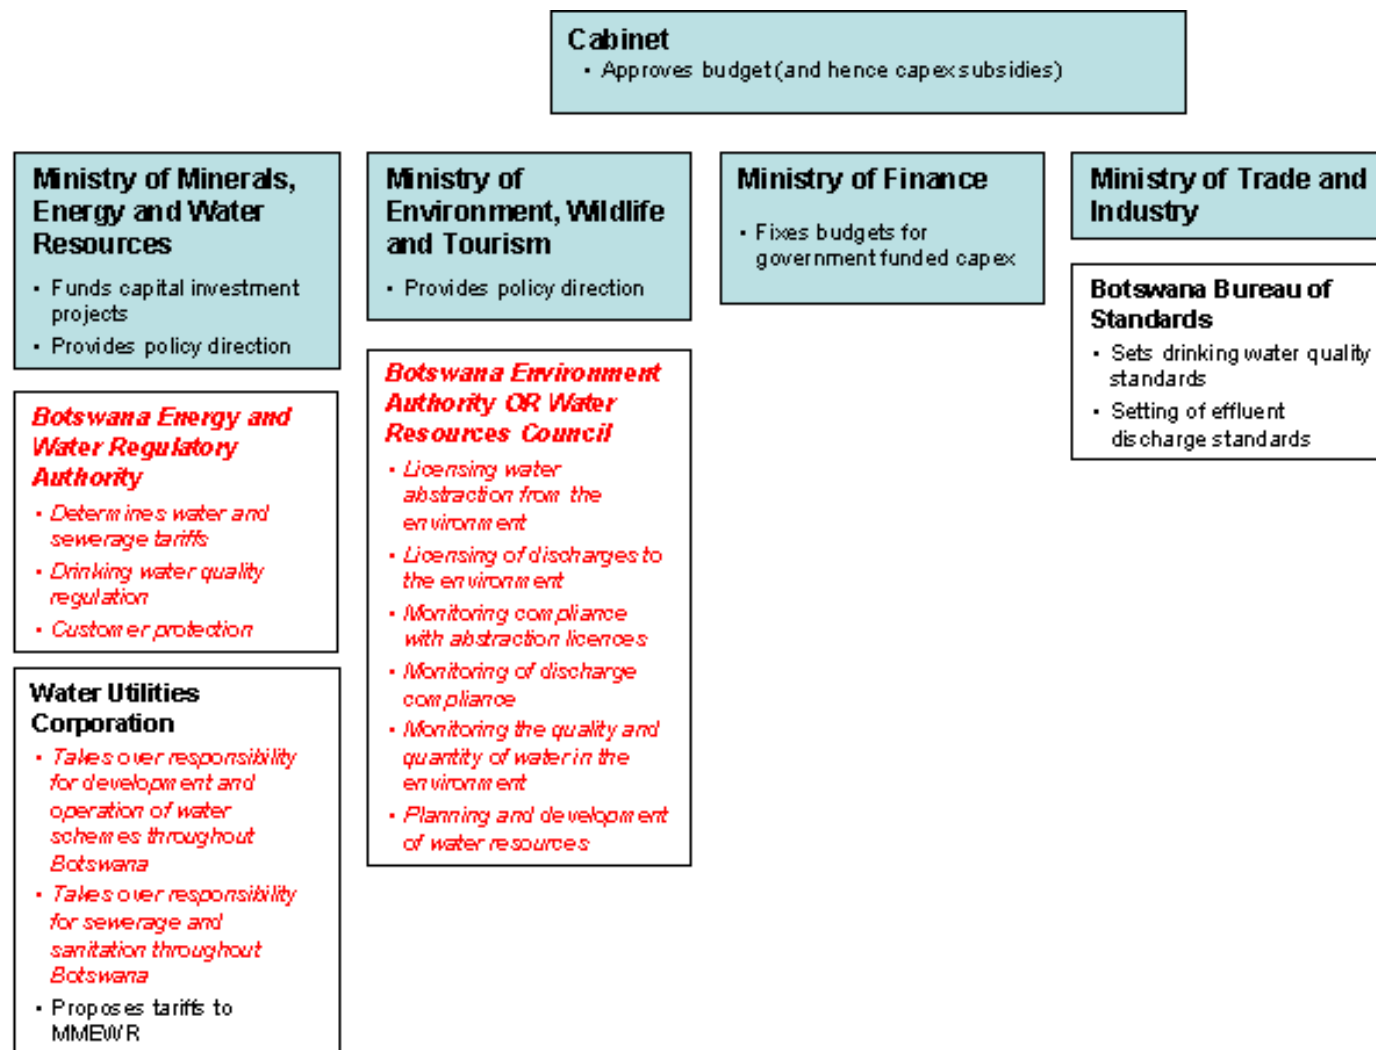 Cabinet
• Approves budget (and hence capex subsidies)
Ministry of Minerals,
Energy and Water
Resources
• Funds capital investment
projects
• Provides policy direction
Botswana Energy and
Water Regulatory
Authority
• Determines water and
sewerage tariffs
• Drinking water quality
regulation
• Customer protection
Water Utilities
Corporation
• Takes over responsibility
for development and
operation of water
schemes throughout
Botswana
• Takes over responsibility
for sewerage and
sanitation throughout
Botswana
• Proposes tariffs to
MMEWR
Ministry of
Environment, Wildlife
and Tourism
• Provides policy direction
Botswana Environment
Authority OR Water
Resources Council
• Licensing water
abstraction from the
environment
• Licensing of discharges to
the environment
• Monitoring compliance
with abstraction licences
• Monitoring of discharge
compliance
• Monitoring the quality and
quantity of water in the
environment
• Planning and development
of water resources
Ministry of Finance
• Fixes budgets for
government funded capex
Ministry of Trade and
Industry
Botswana Bureau of
Standards
• Sets drinking water quality
standards
• Setting of effluent
discharge standards